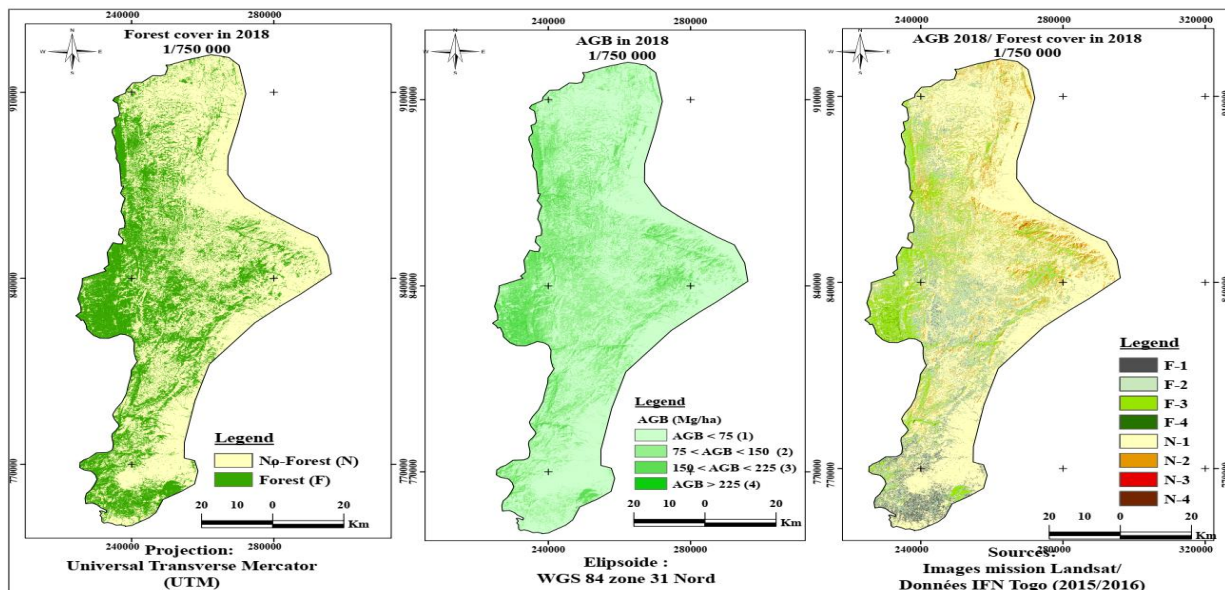 240000 280000
Forest cover in 2018
1/750 000
N
W E
S
910000
840000
770000
Legend
No-Forest (N)
Forest (F)
20 0 20
Km
240000 280000
Projection:
Universal Transverse Mercator
(UTM)
240000 280000
AGB in 2018
1/750 000
N
W E
S
910000
840000
770000
Legend
AGB (Mg/ha)
AGB < 75 (1)
75 < AGB < 150 (2)
150 < AGB < 225 (3)
AGB > 225 (4)
20 0 20
Km
240000 280000
Elipsoide :
WGS 84 zone 31 Nord
240000 280000 320000
AGB 2018/ Forest cover in 2018
1/750 000
N
W E
S
910000 910000
840000 840000
770000 770000
Legend
F-1
F-2
F-3
F-4
N-1
N-2
N-3
N-4
20 0 20
Km
240000 280000 320000
Sources:
Images mission Landsat/
Données IFN Togo (2015/2016)